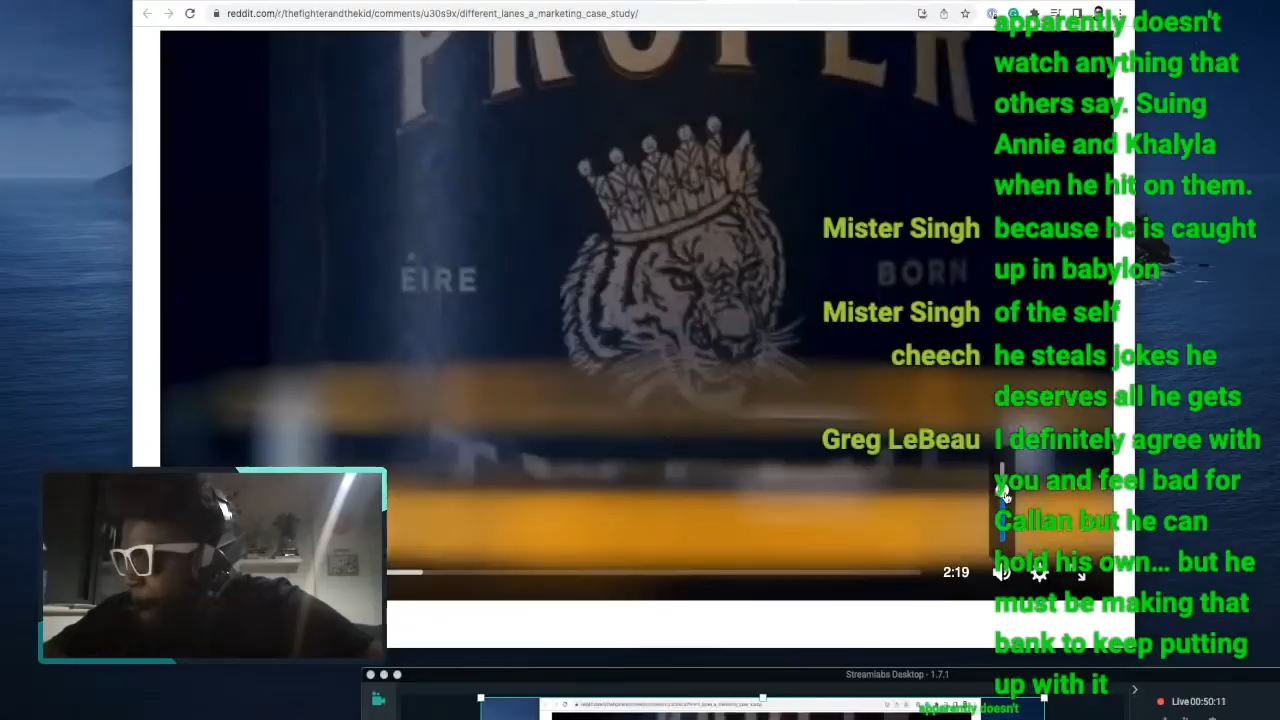 reddit.com/r/thefighterandthekid/comments/u30s9x/different_lanes_a_marketing_case_study/
PROPER
ÉIRE BORN
apparently doesn't
watch anything that
others say. Suing
Annie and Khalyla
when he hit on them.
Mister Singh because he is caught
up in babylon
Mister Singh of the self
cheech he steals jokes he
deserves all he gets
Greg LeBeau I definitely agree with
you and feel bad for
Callan but he can
hold his own… but he
must be making that
bank to keep putting
up with it
2:19
Streamlabs Desktop - 1.7.1
Live 00:50:11
apparently doesn't